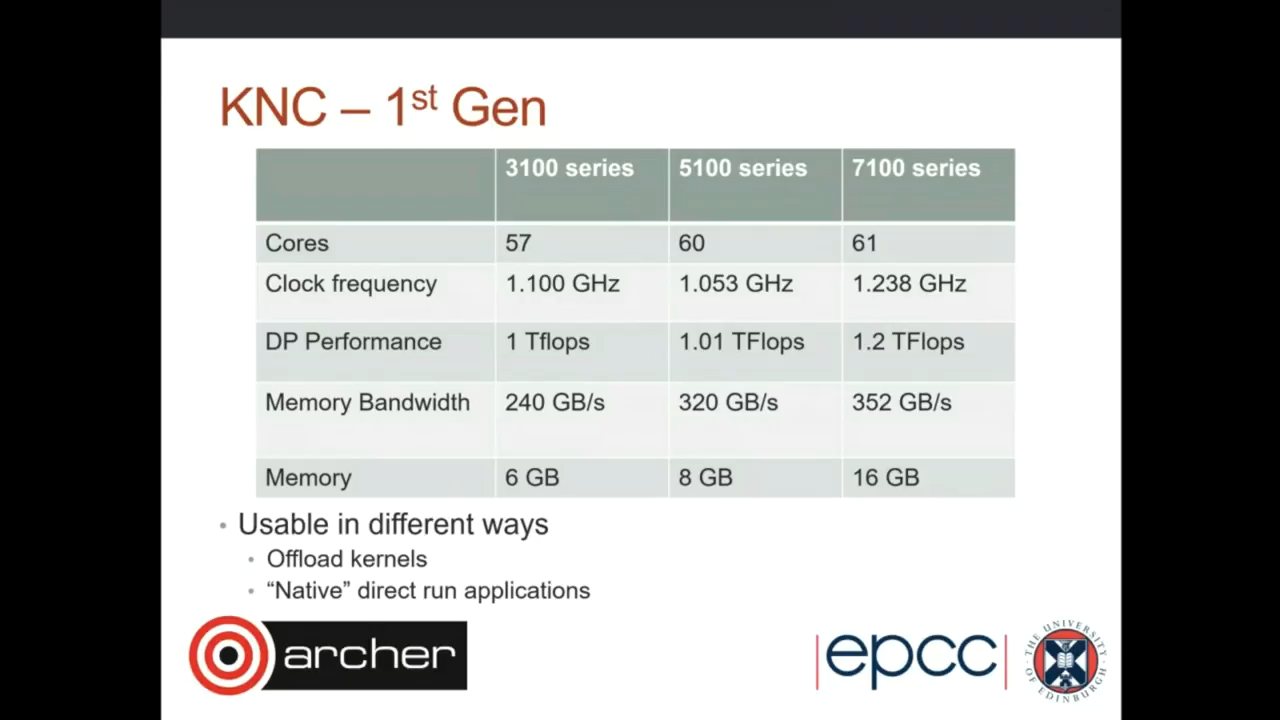 KNC – 1st Gen
3100 series 5100 series 7100 series
Cores 57 60 61
Clock frequency 1.100 GHz 1.053 GHz 1.238 GHz
DP Performance 1 Tflops 1.01 TFlops 1.2 TFlops
Memory Bandwidth 240 GB/s 320 GB/s 352 GB/s
Memory 6 GB 8 GB 16 GB
• Usable in different ways
• Offload kernels
• “Native” direct run applications
archer
epcc
THE UNIVERSITY OF EDINBURGH